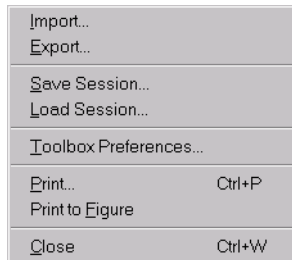 Import...
Export...
Save Session...
Load Session...
Toolbox Preferences...
Print... Ctrl+P
Print to Figure
Close Ctrl+W